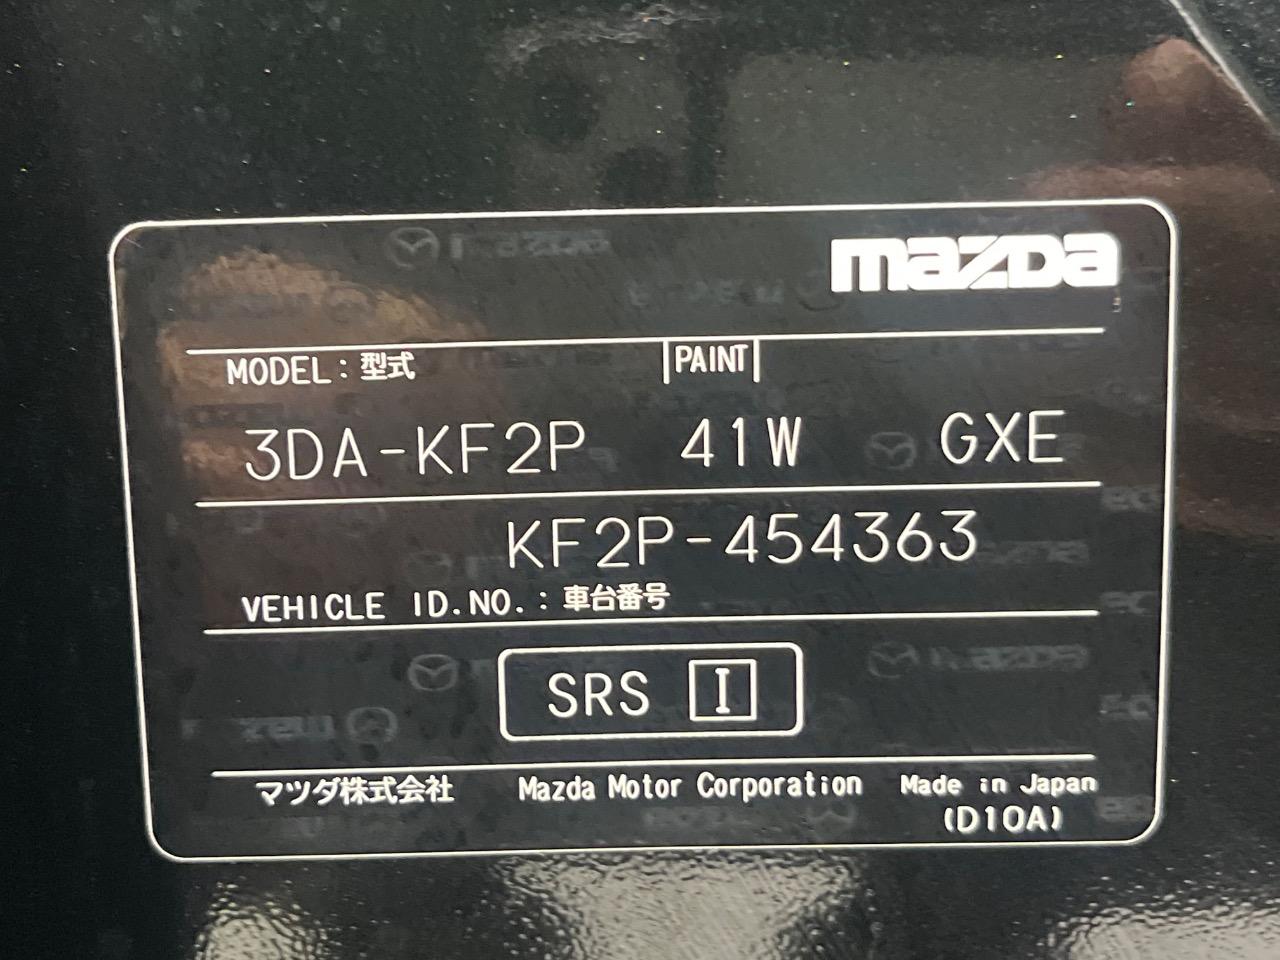 mazda
MODEL : 型式 PAINT
3DA-KF2P 41W GXE
KF2P-454363
VEHICLE ID.NO. : 車台番号
SRS I
マツダ株式会社 Mazda Motor Corporation Made in Japan
(D10A)